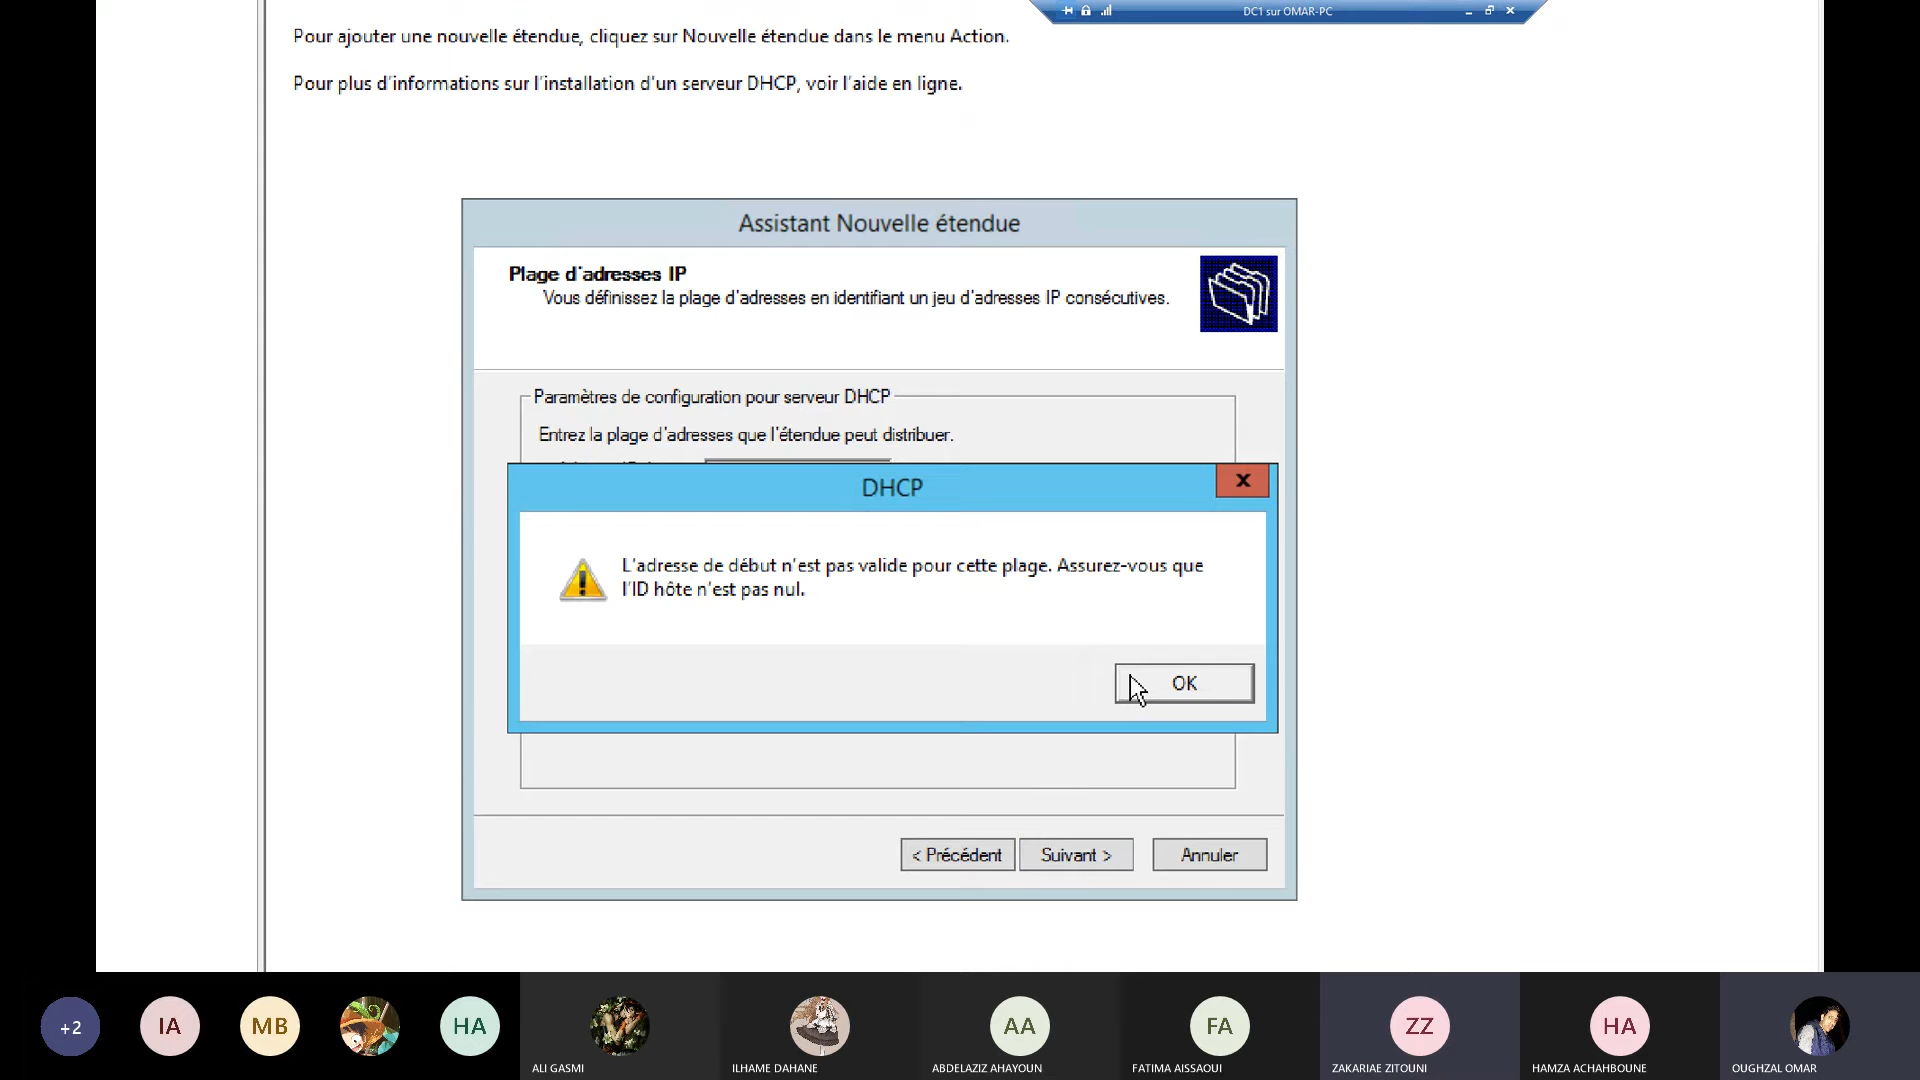 DC1 sur OMAR-PC
Pour ajouter une nouvelle étendue, cliquez sur Nouvelle étendue dans le menu Action.
Pour plus d'informations sur l'installation d'un serveur DHCP, voir l'aide en ligne.
Assistant Nouvelle étendue
Plage d'adresses IP
Vous définissez la plage d'adresses en identifiant un jeu d'adresses IP consécutives.
Paramètres de configuration pour serveur DHCP
Entrez la plage d'adresses que l'étendue peut distribuer.
DHCP
L'adresse de début n'est pas valide pour cette plage. Assurez-vous que
l'ID hôte n'est pas nul.
OK
< Précédent Suivant > Annuler
+2 IA MB HA AA FA ZZ HA
ALI GASMI ILHAME DAHANE ABDELAZIZ AHAYOUN FATIMA AISSAOUI ZAKARIAE ZITOUNI HAMZA ACHAHBOUNE OUGHZAL OMAR